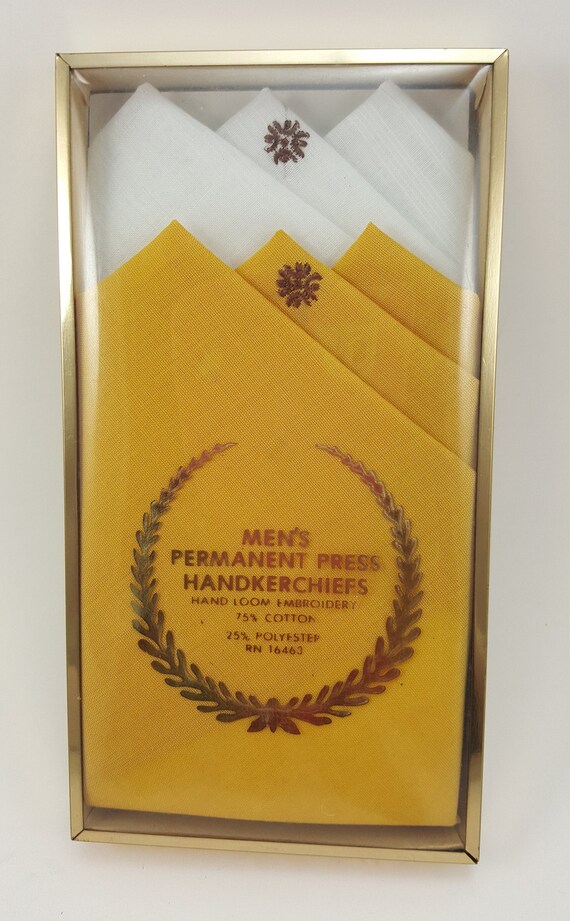 MEN'S
PERMANENT PRESS
HANDKERCHIEFS
HAND LOOM EMBROIDERY
75% COTTON
25% POLYESTER
RN 16463